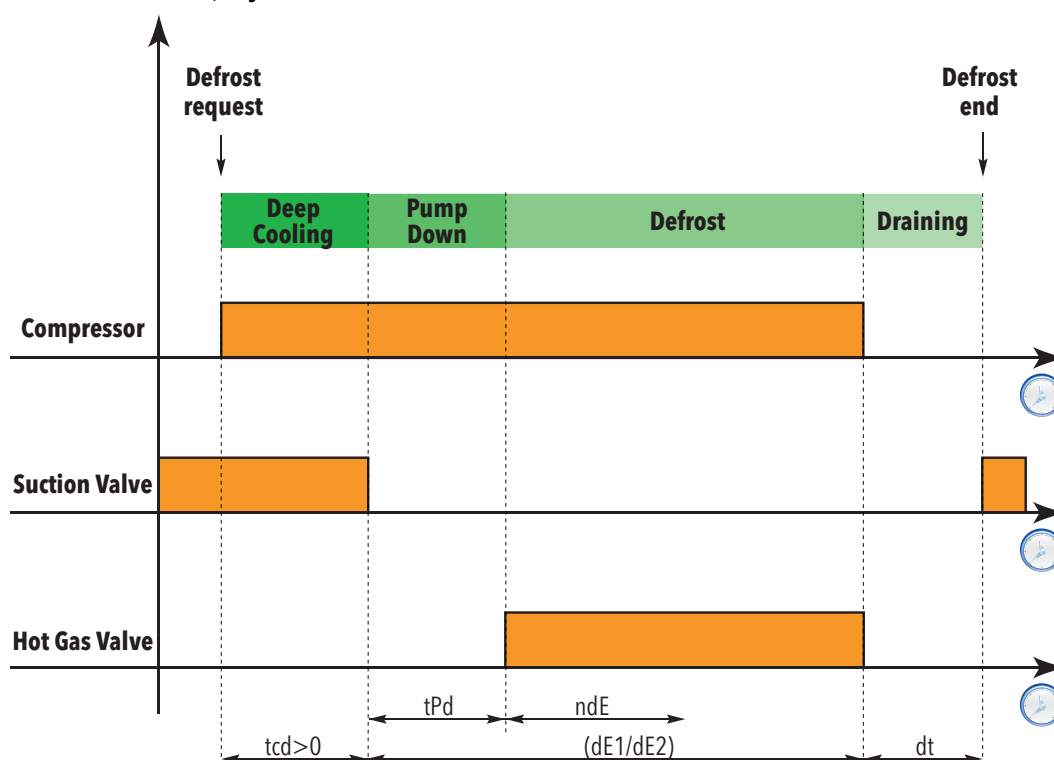 Defrost
request
Defrost
end
Deep
Cooling
Pump
Down
Defrost
Draining
Compressor
Suction Valve
Hot Gas Valve
tPd
ndE
tcd>0
(dE1/dE2)
dt